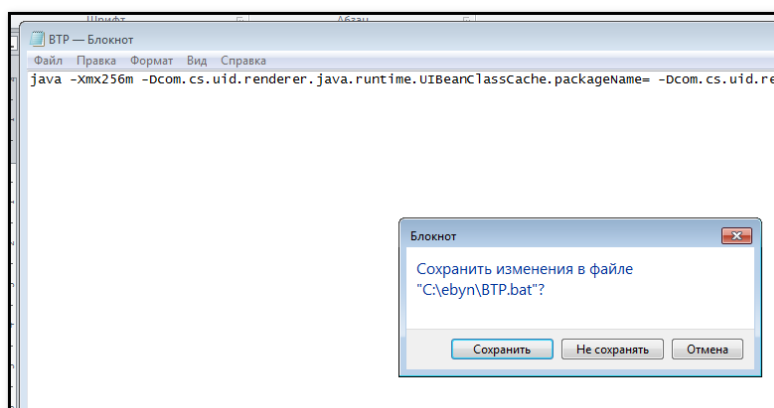 Шрифт Абзац
BTP — Блокнот
Файл Правка Формат Вид Справка
java -Xmx256m -Dcom.cs.uid.renderer.java.runtime.UIBeanClassCache.packageName= -Dcom.cs.uid.re
Блокнот
Сохранить изменения в файле
"C:\ebyn\BTP.bat"?
Сохранить Не сохранять Отмена